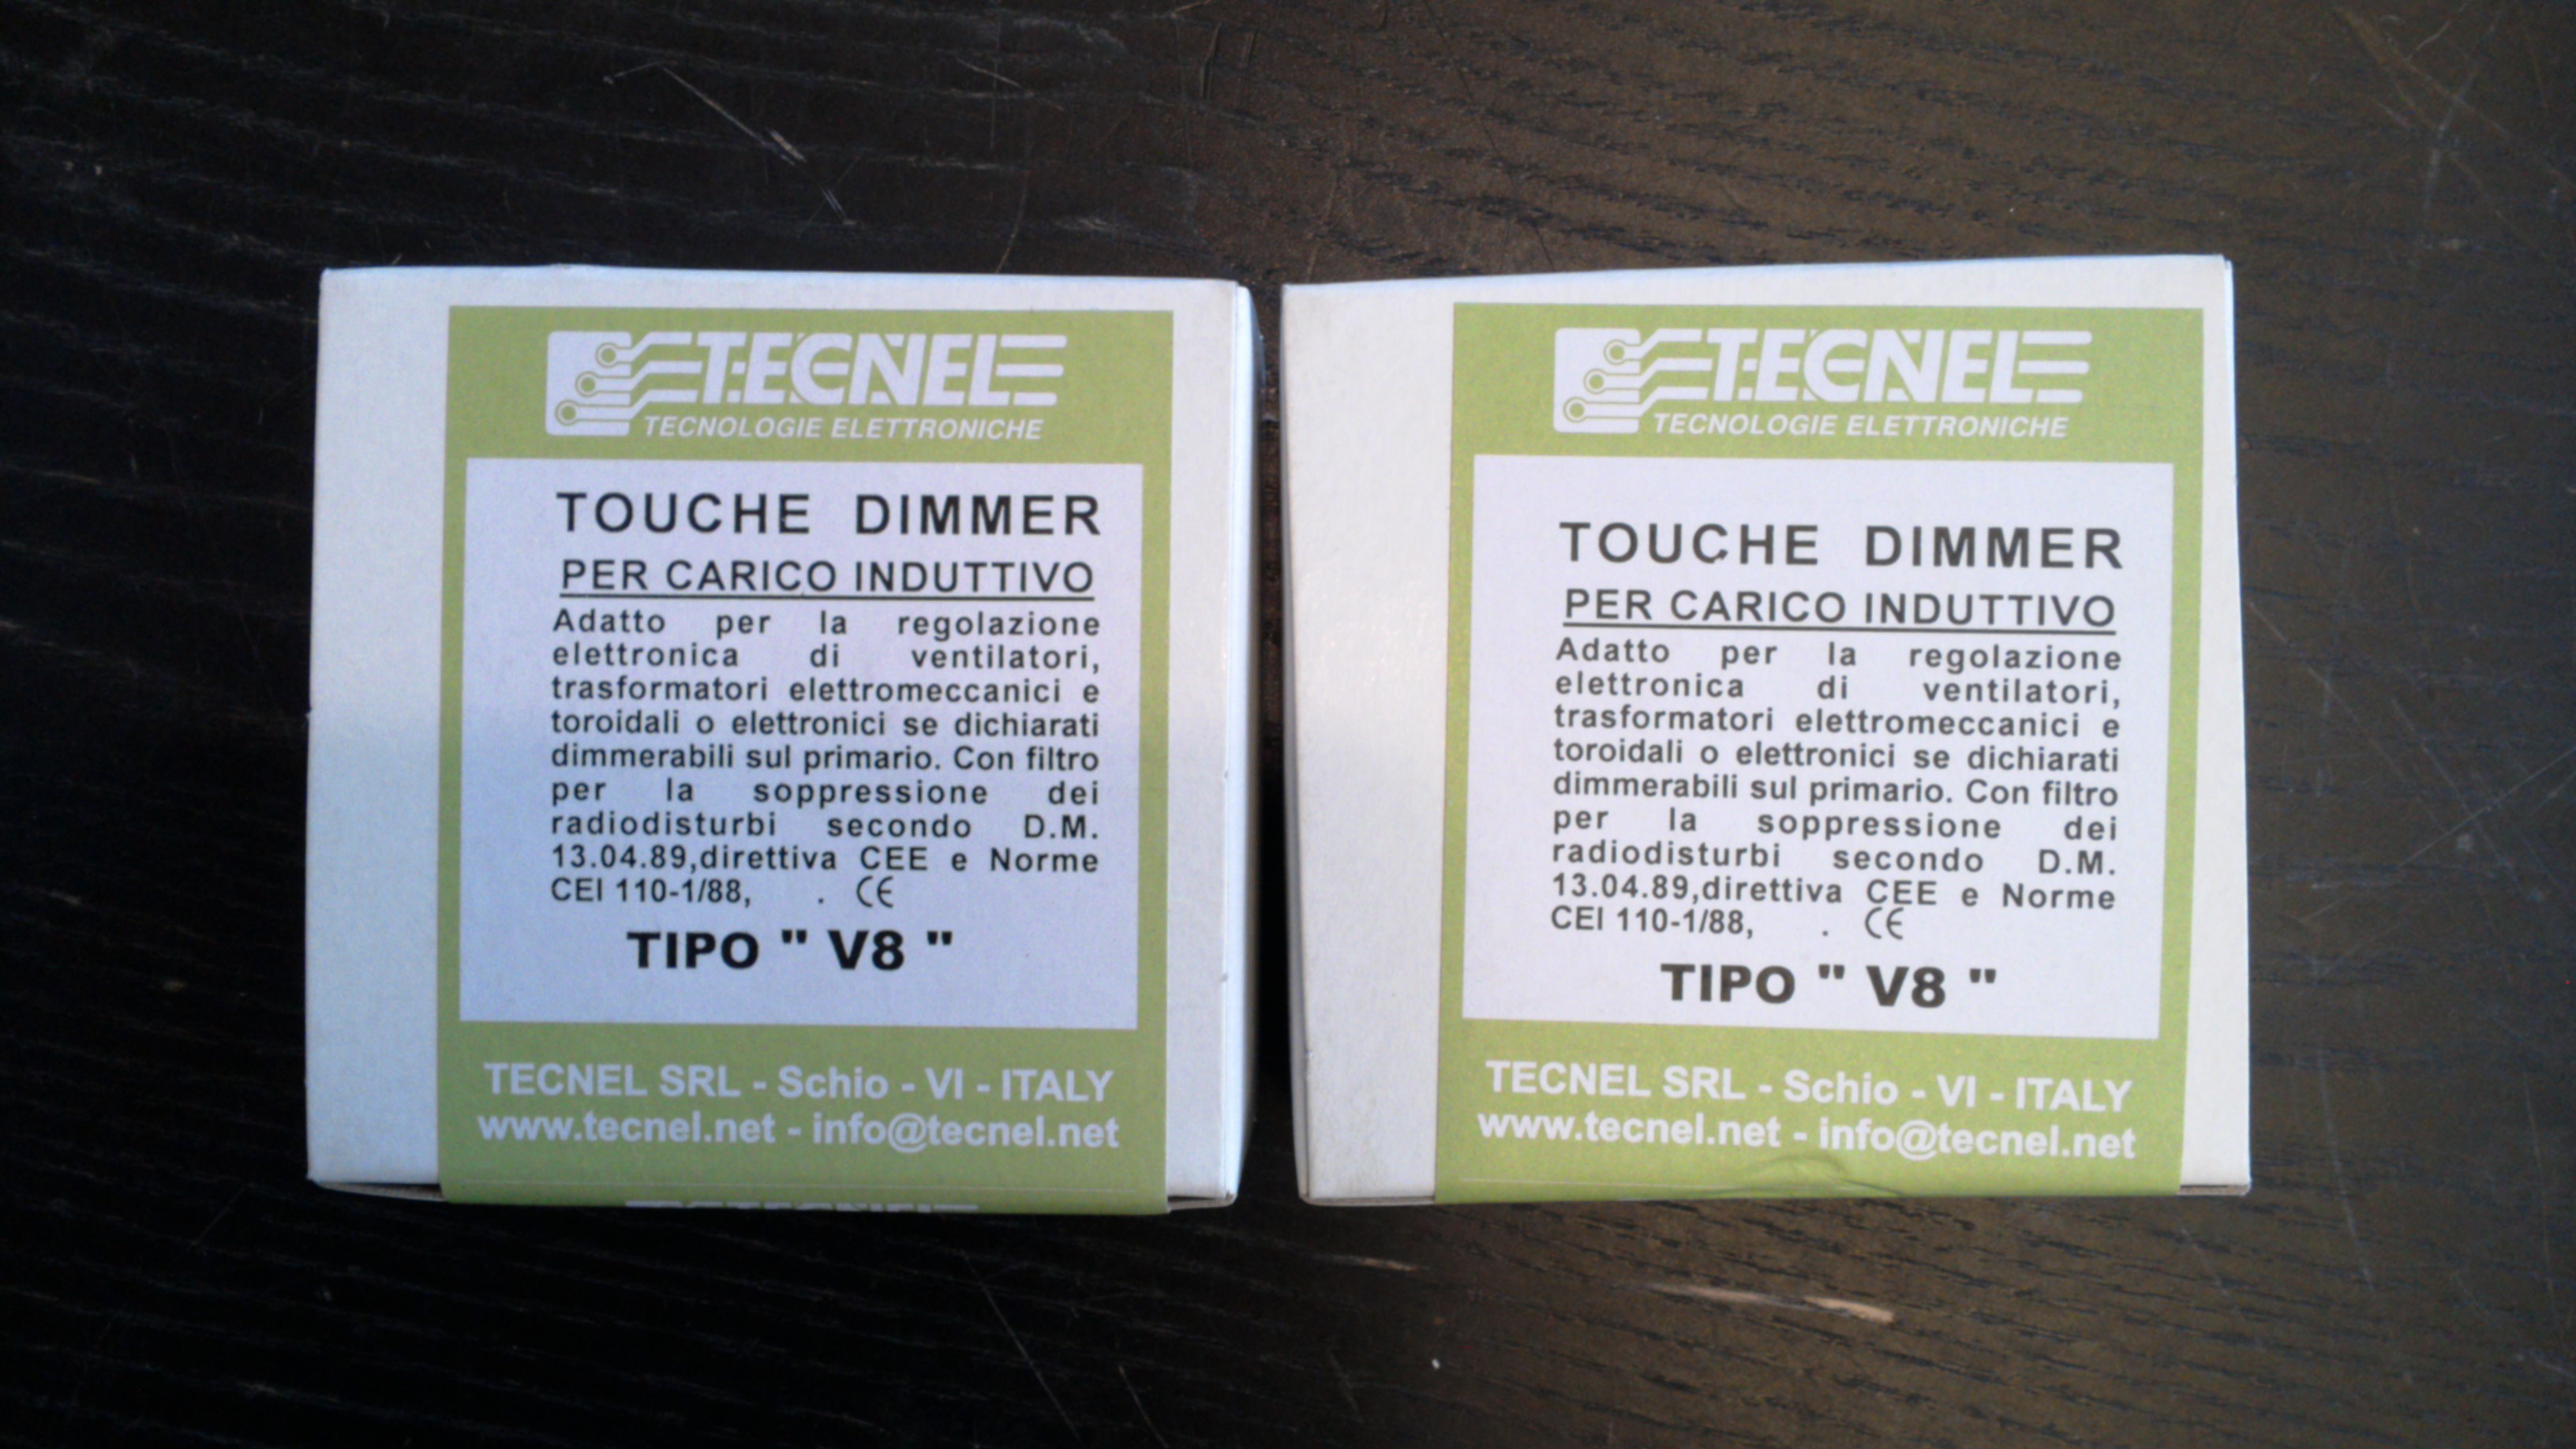 TECNEL
TECNOLOGIE ELETTRONICHE
TOUCHE DIMMER
PER CARICO INDUTTIVO
Adatto per la regolazione
elettronica di ventilatori,
trasformatori elettromeccanici e
toroidali o elettronici se dichiarati
dimmerabili sul primario. Con filtro
per la soppressione dei
radiodisturbi secondo D.M.
13.04.89,direttiva CEE e Norme
CEI 110-1/88, . CE
TIPO " V8 "
TECNEL SRL - Schio - VI - ITALY
www.tecnel.net - info@tecnel.net
TECNEL
TECNOLOGIE ELETTRONICHE
TOUCHE DIMMER
PER CARICO INDUTTIVO
Adatto per la regolazione
elettronica di ventilatori,
trasformatori elettromeccanici e
toroidali o elettronici se dichiarati
dimmerabili sul primario. Con filtro
per la soppressione dei
radiodisturbi secondo D.M.
13.04.89,direttiva CEE e Norme
CEI 110-1/88, . CE
TIPO " V8 "
TECNEL SRL - Schio - VI - ITALY
www.tecnel.net - info@tecnel.net